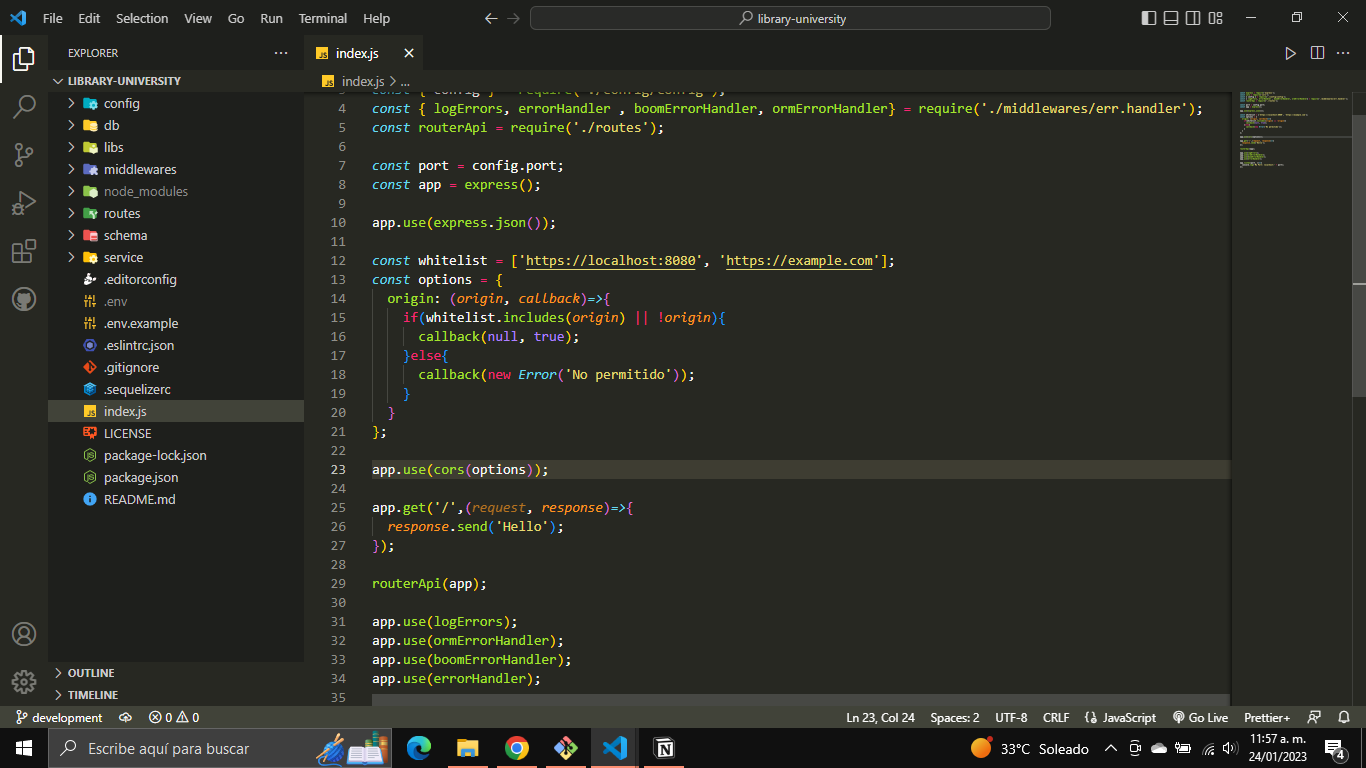 File Edit Selection View Go Run Terminal Help
library-university
EXPLORER
index.js
LIBRARY-UNIVERSITY
index.js > ...
config
db
libs
middlewares
node_modules
routes
schema
service
.editorconfig
.env
.env.example
.eslintrc.json
.gitignore
.sequelizerc
index.js
LICENSE
package-lock.json
package.json
README.md
OUTLINE
TIMELINE
3 const { config } = require('./config/config');
4 const { logErrors, errorHandler , boomErrorHandler, ormErrorHandler} = require('./middlewares/err.handler');
5 const routerApi = require('./routes');
6
7 const port = config.port;
8 const app = express();
9
10 app.use(express.json());
11
12 const whitelist = ['https://localhost:8080', 'https://example.com'];
13 const options = {
14 origin: (origin, callback)=>{
15 if(whitelist.includes(origin) || !origin){
16 callback(null, true);
17 }else{
18 callback(new Error('No permitido'));
19 }
20 }
21 };
22
23 app.use(cors(options));
24
25 app.get('/',(request, response)=>{
26 response.send('Hello');
27 });
28
29 routerApi(app);
30
31 app.use(logErrors);
32 app.use(ormErrorHandler);
33 app.use(boomErrorHandler);
34 app.use(errorHandler);
35
development 0 0 Ln 23, Col 24 Spaces: 2 UTF-8 CRLF JavaScript Go Live Prettier+
Escribe aquí para buscar
33°C Soleado
11:57 a. m.
24/01/2023
4